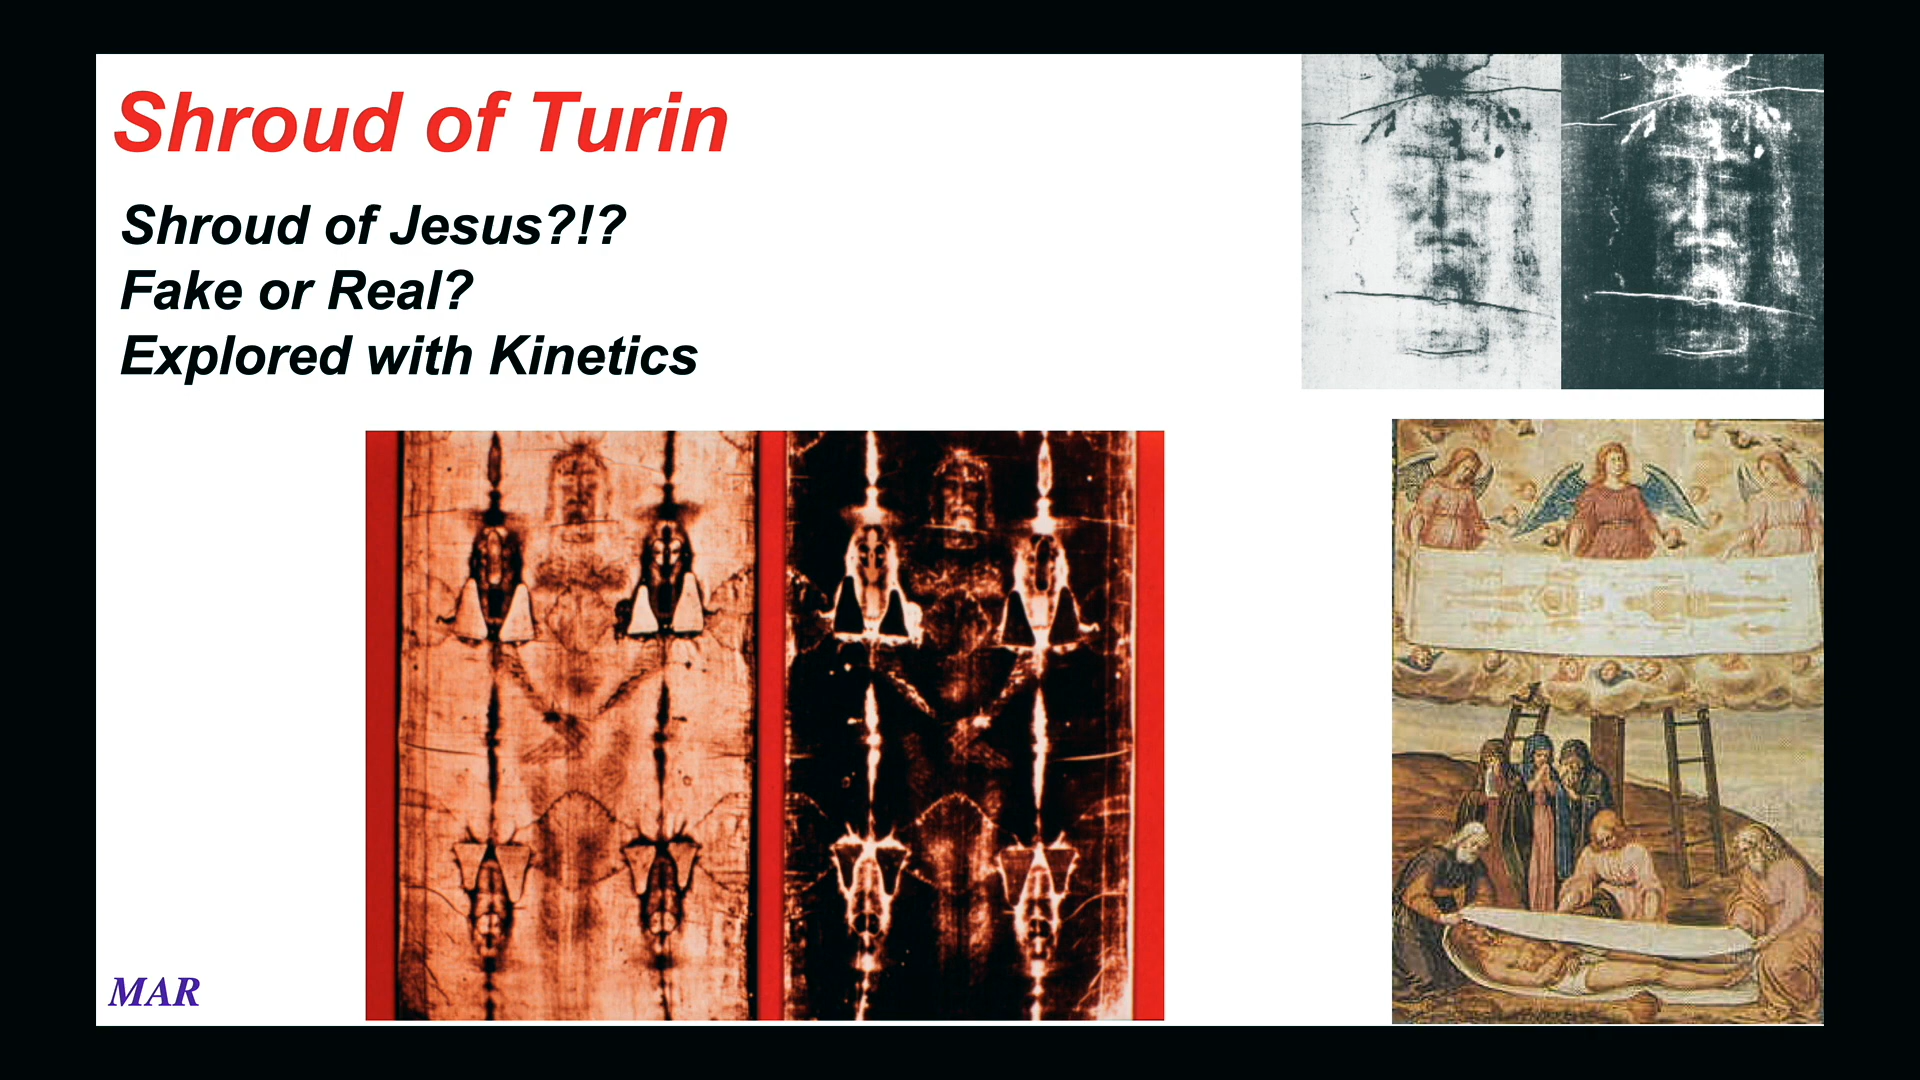 Shroud of Turin
Shroud of Jesus?!?
Fake or Real?
Explored with Kinetics
MAR